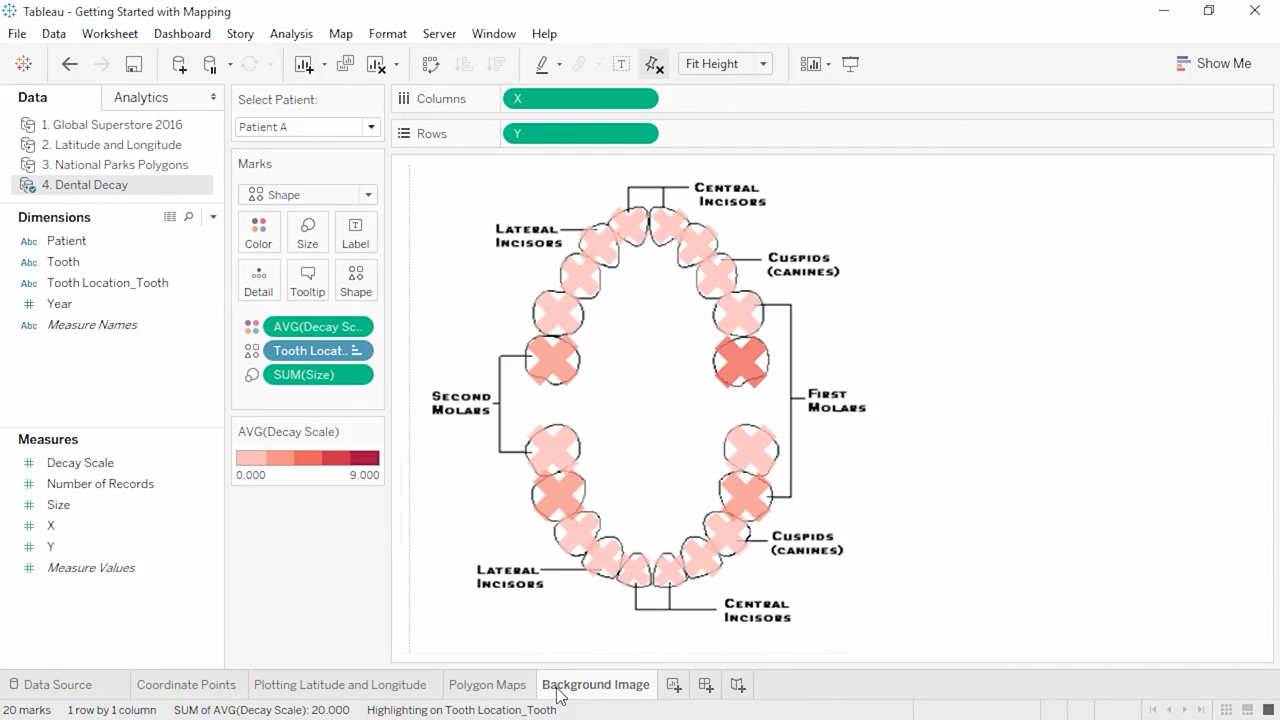 Tableau - Getting Started with Mapping
File Data Worksheet Dashboard Story Analysis Map Format Server Window Help
Fit Height
Show Me
Data Analytics
1. Global Superstore 2016
2. Latitude and Longitude
3. National Parks Polygons
4. Dental Decay
Dimensions
Abc Patient
Abc Tooth
Abc Tooth Location_Tooth
# Year
Abc Measure Names
Measures
# Decay Scale
# Number of Records
# Size
# X
# Y
# Measure Values
Select Patient:
Patient A
Marks
Shape
Color Size Label
Detail Tooltip Shape
AVG(Decay Sc..
Tooth Locat..
SUM(Size)
AVG(Decay Scale)
0.000 9.000
Columns X
Rows Y
CENTRAL
INCISORS
LATERAL
INCISORS
CUSPIDS
(CANINES)
SECOND
MOLARS
FIRST
MOLARS
CUSPIDS
(CANINES)
LATERAL
INCISORS
CENTRAL
INCISORS
Data Source Coordinate Points Plotting Latitude and Longitude Polygon Maps Background Image
20 marks 1 row by 1 column SUM of AVG(Decay Scale): 20.000 Highlighting on Tooth Location_Tooth